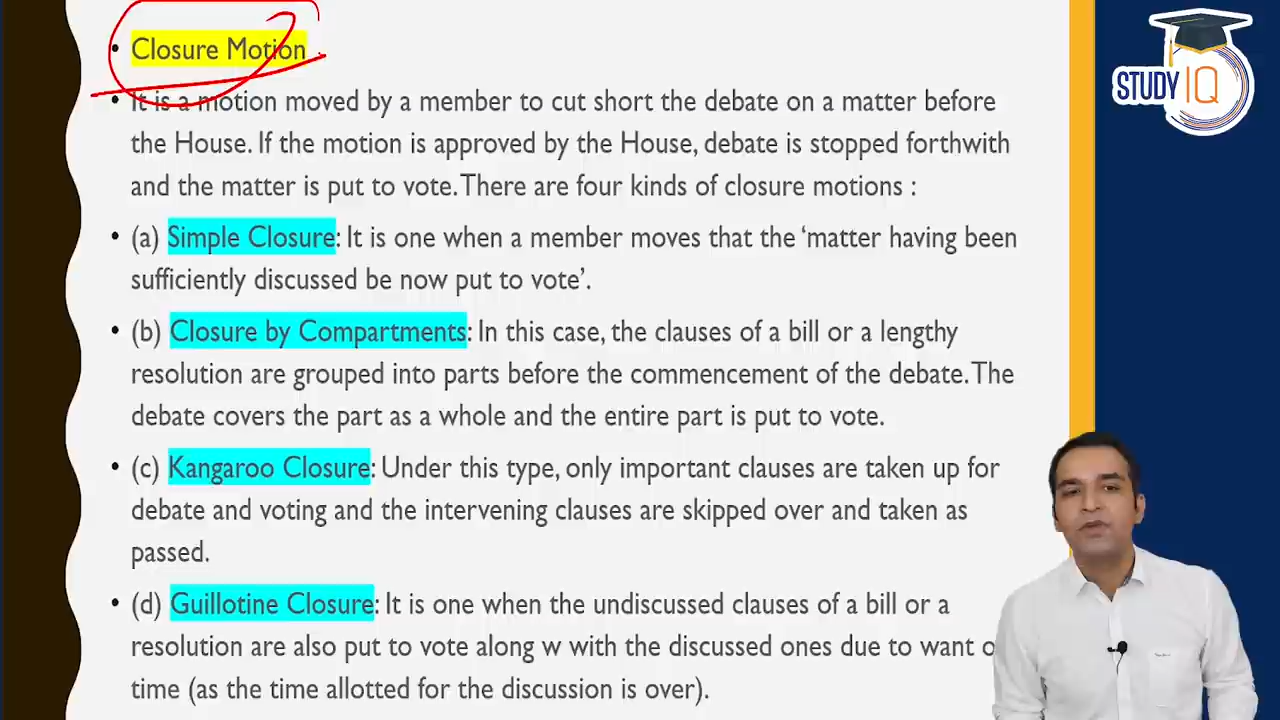 • Closure Motion
• It is a motion moved by a member to cut short the debate on a matter before
the House. If the motion is approved by the House, debate is stopped forthwith
and the matter is put to vote. There are four kinds of closure motions :
• (a) Simple Closure: It is one when a member moves that the ‘matter having been
sufficiently discussed be now put to vote’.
• (b) Closure by Compartments: In this case, the clauses of a bill or a lengthy
resolution are grouped into parts before the commencement of the debate. The
debate covers the part as a whole and the entire part is put to vote.
• (c) Kangaroo Closure: Under this type, only important clauses are taken up for
debate and voting and the intervening clauses are skipped over and taken as
passed.
• (d) Guillotine Closure: It is one when the undiscussed clauses of a bill or a
resolution are also put to vote along w with the discussed ones due to want o
time (as the time allotted for the discussion is over).
STUDY IQ